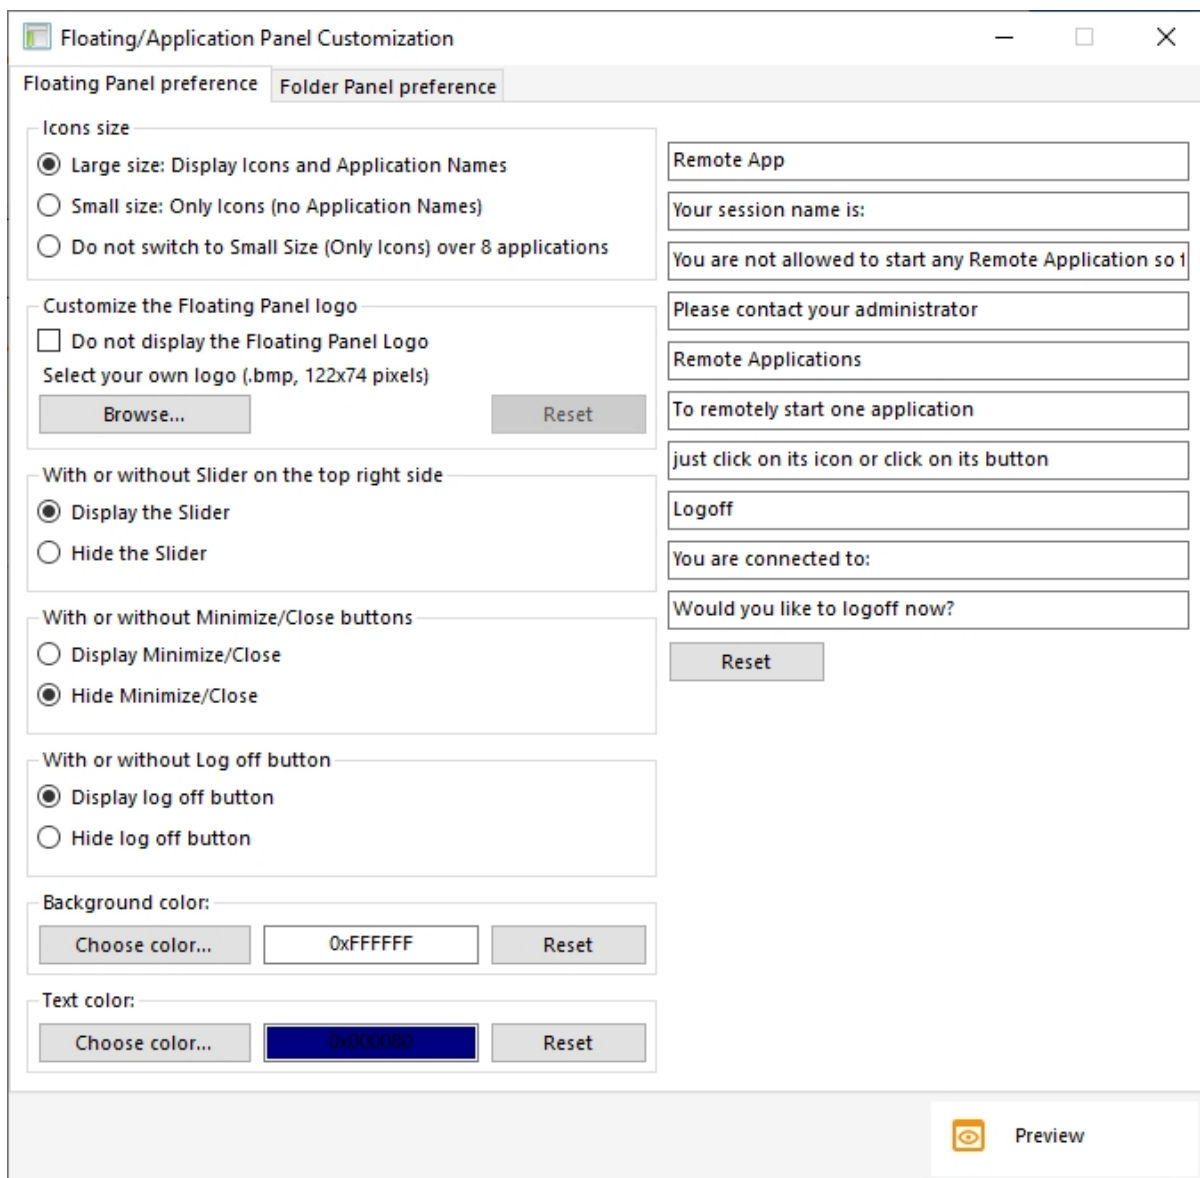 Floating/Application Panel Customization
Floating Panel preference
Folder Panel preference
Icons size
Large size: Display Icons and Application Names
Small size: Only Icons (no Application Names)
Do not switch to Small Size (Only Icons) over 8 applications
Customize the Floating Panel logo
Do not display the Floating Panel Logo
Select your own logo (.bmp, 122x74 pixels)
Browse...
Reset
With or without Slider on the top right side
Display the Slider
Hide the Slider
With or without Minimize/Close buttons
Display Minimize/Close
Hide Minimize/Close
With or without Log off button
Display log off button
Hide log off button
Background color:
Choose color...
0xFFFFFF
Reset
Text color:
Choose color...
0x000080
Reset
Remote App
Your session name is:
You are not allowed to start any Remote Application so
Please contact your administrator
Remote Applications
To remotely start one application
just click on its icon or click on its button
Logoff
You are connected to:
Would you like to logoff now?
Reset
Preview